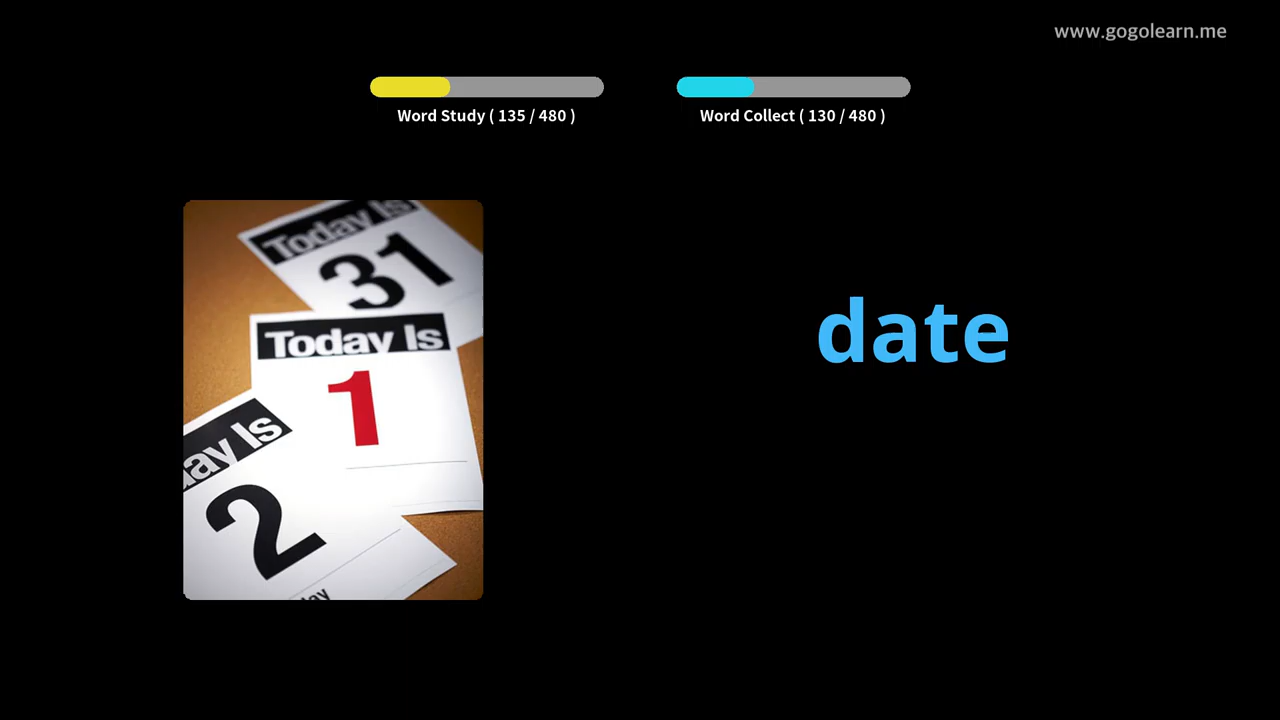 www.gogolearn.me
Word Study ( 135 / 480 )
Word Collect ( 130 / 480 )
Today Is
31
Today Is
1
ay Is
2
ay
date